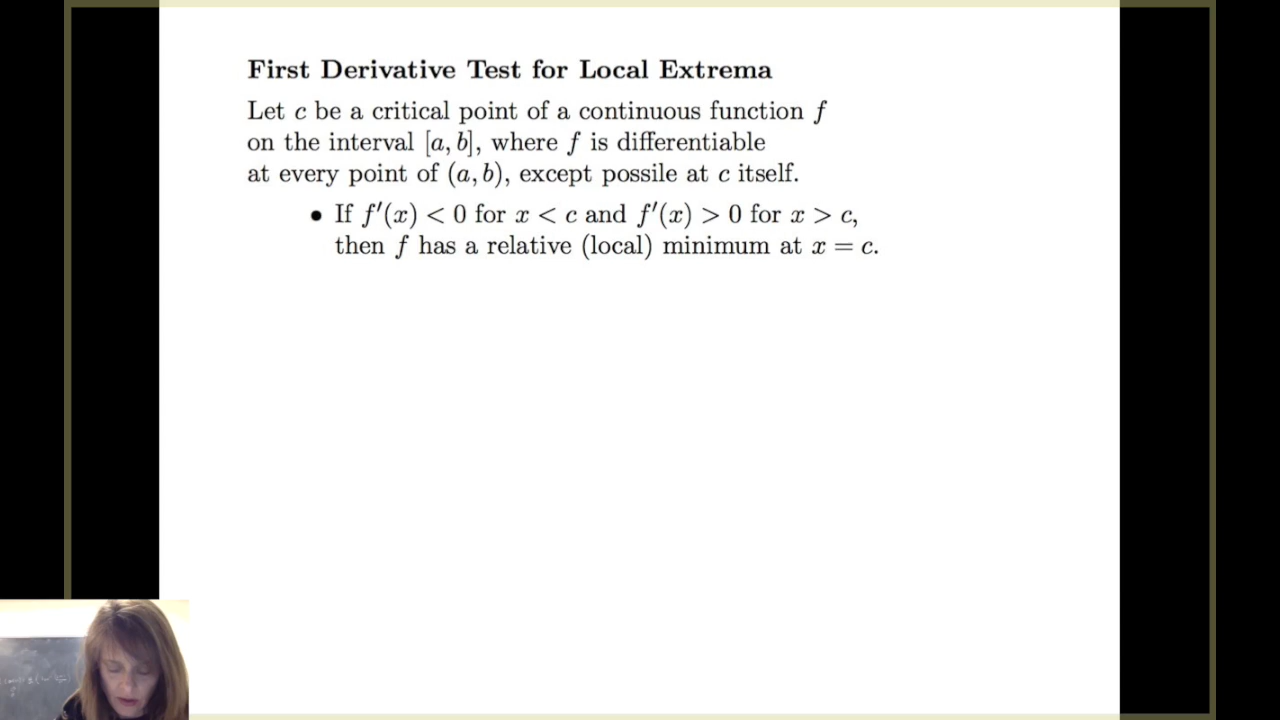 First Derivative Test for Local Extrema
Let c be a critical point of a continuous function f
on the interval [a, b], where f is differentiable
at every point of (a, b), except possile at c itself.
• If f′(x) < 0 for x < c and f′(x) > 0 for x > c,
then f has a relative (local) minimum at x = c.